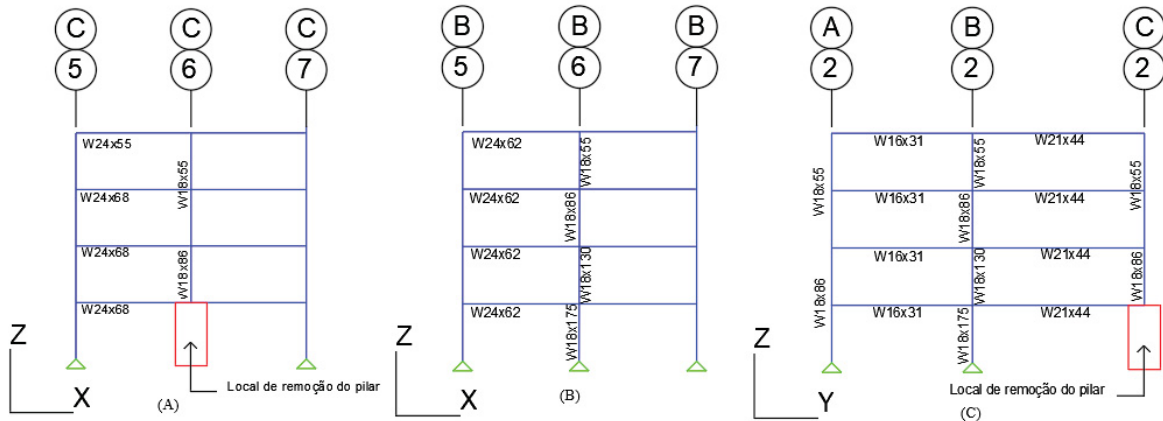 C C C
5 6 7
W24x55
W18x55
W24x68
W24x68
W18x86
W24x68
Z
X
Local de remoção do pilar
(A)
B B B
5 6 7
W24x62
W18x55
W24x62
W18x86
W24x62
W18x130
W24x62
W18x175
Z
X
(B)
A B C
2 2 2
W16x31
W18x55
W21x44
W18x55
W18x55
W16x31
W18x86
W21x44
W16x31
W18x130
W21x44
W18x86
W18x86
W16x31
W18x175
W21x44
Z
Y
Local de remoção do pilar
(C)